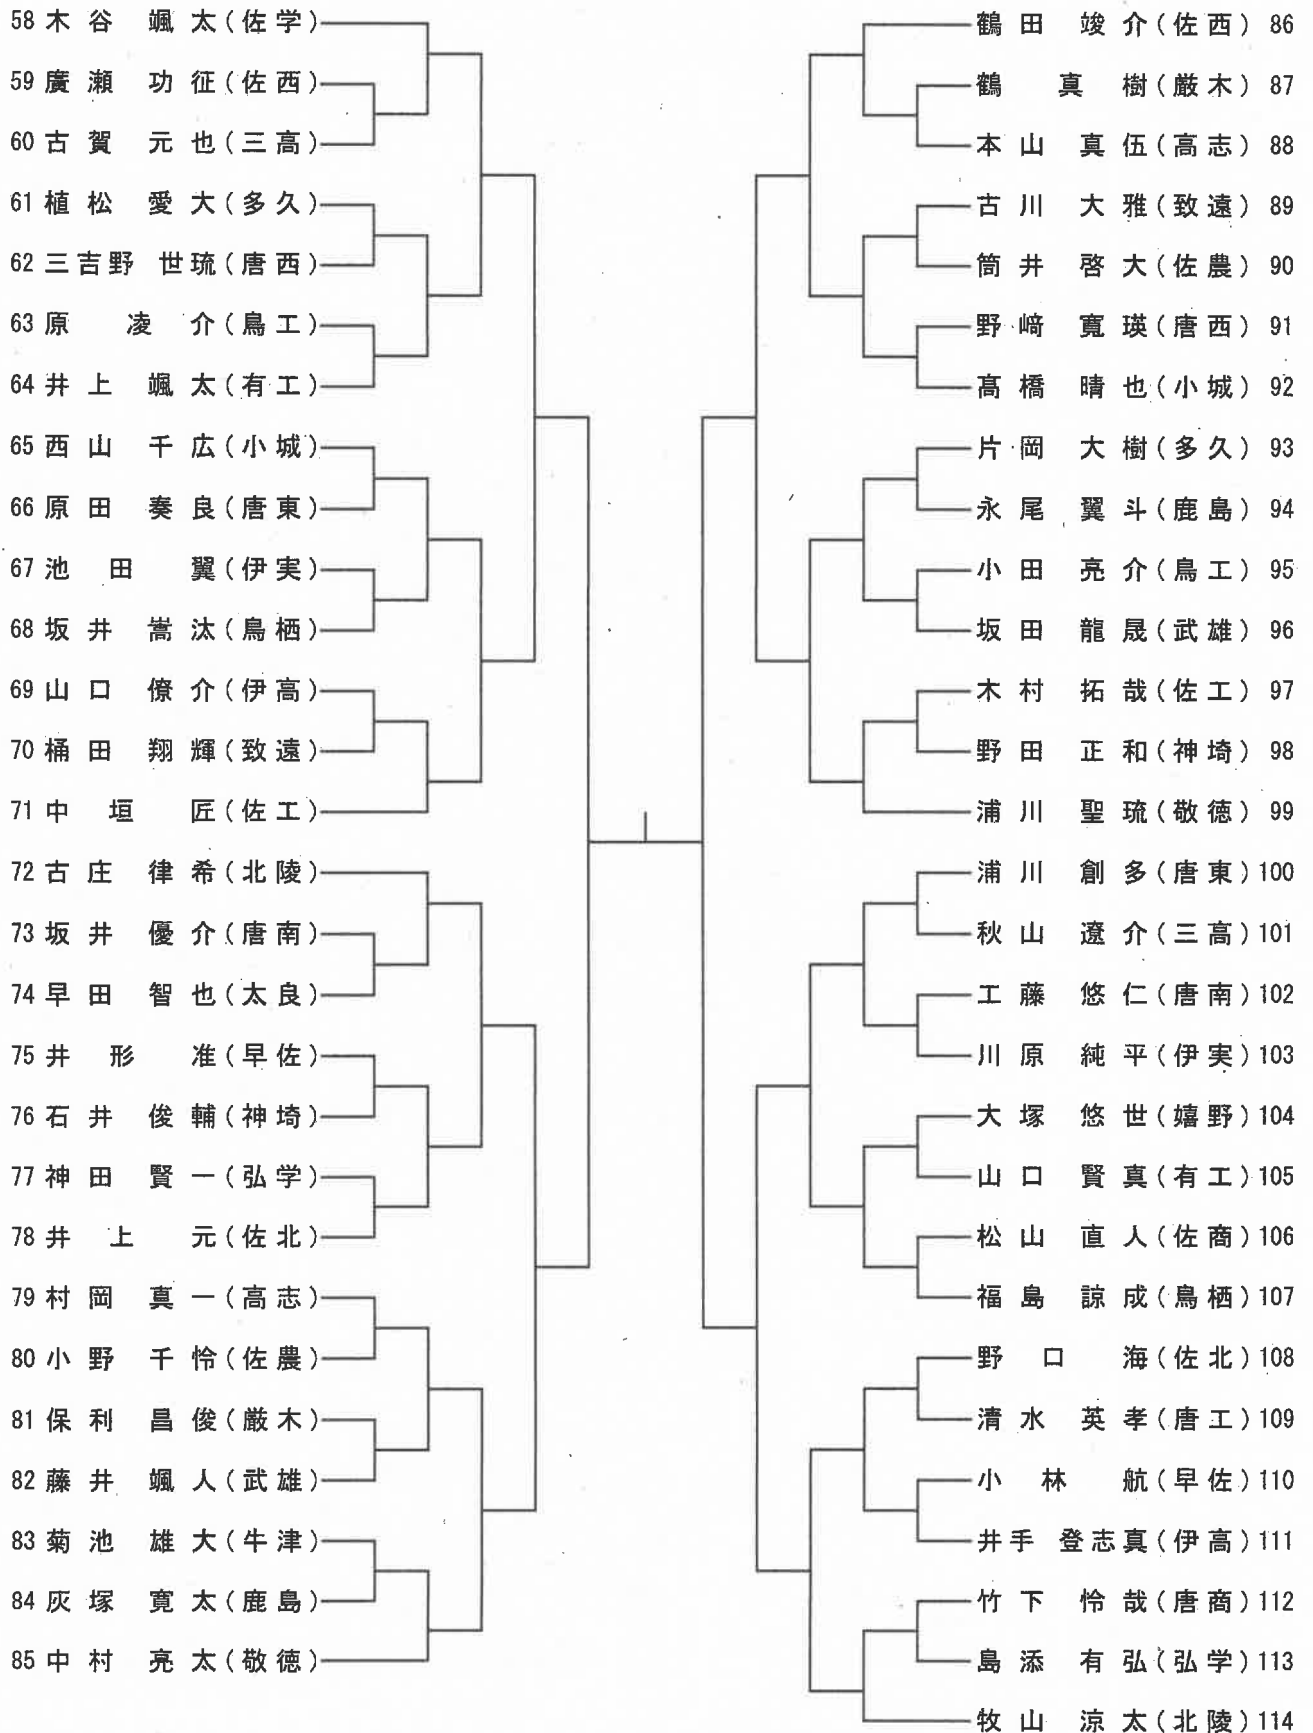 58 木谷 颯太(佐学)
59 廣瀬 功征(佐西)
60 古賀 元也(三高)
61 植松 愛大(多久)
62 三吉野 世琉(唐西)
63 原 凌介(鳥工)
64 井上 颯太(有工)
65 西山 千広(小城)
66 原田 奏良(唐東)
67 池田 翼(伊実)
68 坂井 嵩汰(鳥栖)
69 山口 僚介(伊高)
70 桶田 翔輝(致遠)
71 中垣 匠(佐工)
72 古庄 律希(北陵)
73 坂井 優介(唐南)
74 早田 智也(太良)
75 井形 准(早佐)
76 石井 俊輔(神埼)
77 神田 賢一(弘学)
78 井上 元(佐北)
79 村岡 真一(高志)
80 小野 千怜(佐農)
81 保利 昌俊(厳木)
82 藤井 颯人(武雄)
83 菊池 雄大(牛津)
84 灰塚 寛太(鹿島)
85 中村 亮太(敬徳)
鶴田 竣介(佐西) 86
鶴 真樹(厳木) 87
本山 真伍(高志) 88
古川 大雅(致遠) 89
筒井 啓大(佐農) 90
野﨑 寛瑛(唐西) 91
髙橋 晴也(小城) 92
片岡 大樹(多久) 93
永尾 翼斗(鹿島) 94
小田 亮介(鳥工) 95
坂田 龍晟(武雄) 96
木村 拓哉(佐工) 97
野田 正和(神埼) 98
浦川 聖琉(敬徳) 99
浦川 創多(唐東) 100
秋山 遼介(三高) 101
工藤 悠仁(唐南) 102
川原 純平(伊実) 103
大塚 悠世(嬉野) 104
山口 賢真(有工) 105
松山 直人(佐商) 106
福島 諒成(鳥栖) 107
野口 海(佐北) 108
清水 英孝(唐工) 109
小林 航(早佐) 110
井手 登志真(伊高) 111
竹下 怜哉(唐商) 112
島添 有弘(弘学) 113
牧山 涼太(北陵) 114